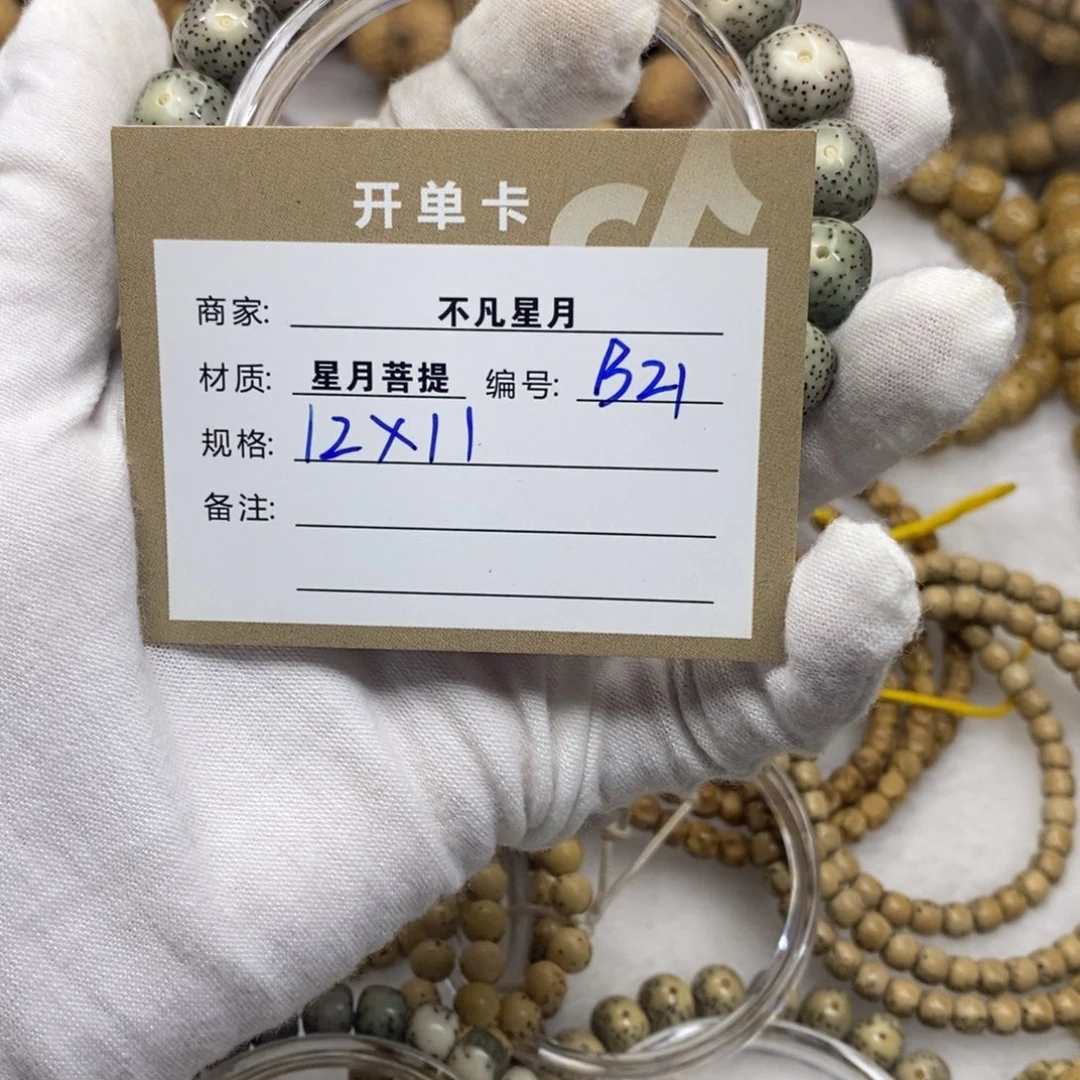 开单卡
商家: 不凡星月
材质: 星月菩提 编号: B21
规格: 12X11
备注: